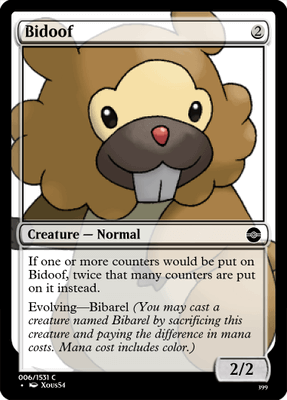 Bidoof 2
Creature — Normal
If one or more counters would be put on
Bidoof, twice that many counters are put
on it instead.
Evolving—Bibarel (You may cast a
creature named Bibarel by sacrificing this
creature and paying the difference in mana
costs. Mana cost includes color.)
2/2
006/1531 C
• Xous54